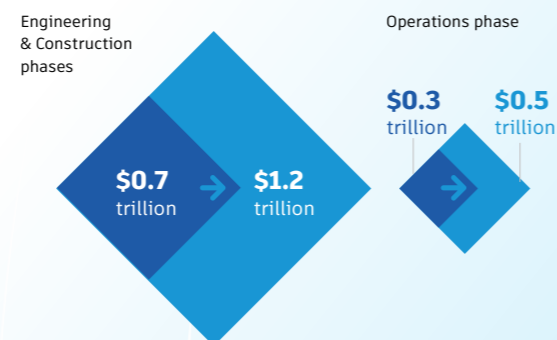 Engineering
& Construction
phases
$0.7
trillion
$1.2
trillion
Operations phase
$0.3
trillion
$0.5
trillion